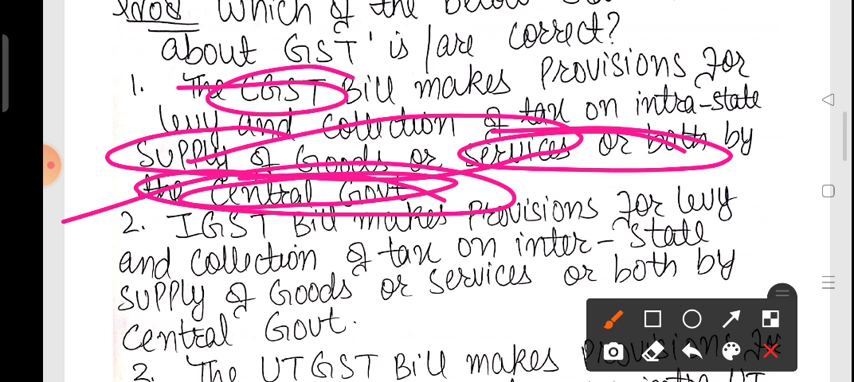 Which of the below
about GST' is/are correct?
1. The CGST Bill makes Provisions for
levy and collection of tax on intra-state
Supply of Goods or services or both by
the Central Govt
2. IGST Bill makes provisions for levy
and collection of tax on inter-state
supply of Goods or services or both by
Central Govt.
3. The UTGST Bill makes provisions for